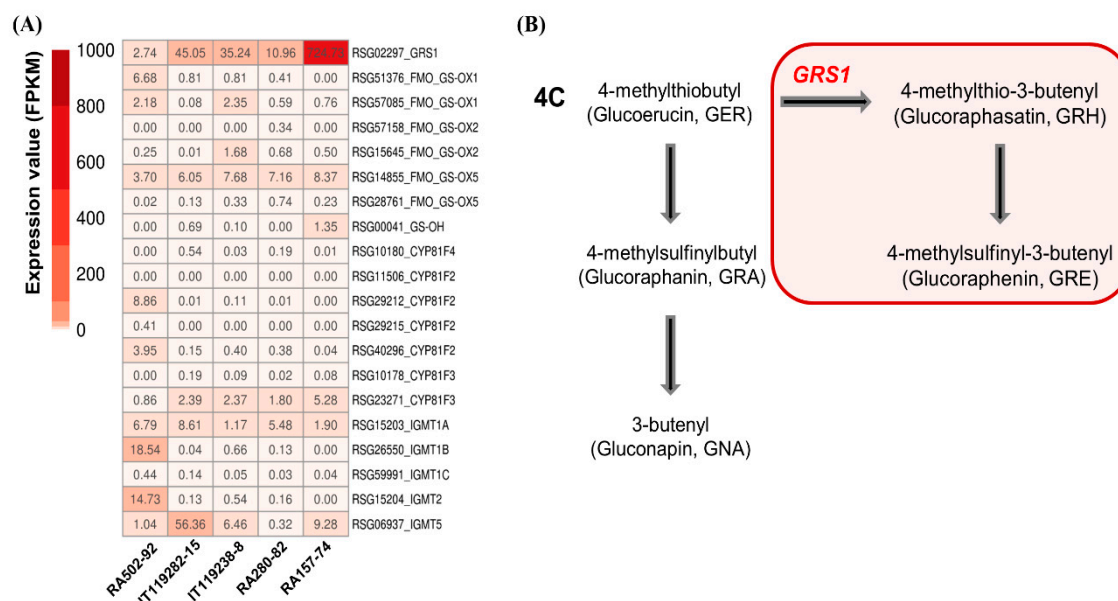 (A)
Expression value (FPKM)
1000
800
600
400
200
0
2.74 45.05 35.24 10.96 724.73 RSG02297_GRS1
6.68 0.81 0.81 0.41 0.00 RSG51376_FMO_GS-OX1
2.18 0.08 2.35 0.59 0.76 RSG57085_FMO_GS-OX1
0.00 0.00 0.00 0.34 0.00 RSG57158_FMO_GS-OX2
0.25 0.01 1.68 0.68 0.50 RSG15645_FMO_GS-OX2
3.70 6.05 7.68 7.16 8.37 RSG14855_FMO_GS-OX5
0.02 0.13 0.33 0.74 0.23 RSG28761_FMO_GS-OX5
0.00 0.69 0.10 0.00 1.35 RSG00041_GS-OH
0.00 0.54 0.03 0.19 0.01 RSG10180_CYP81F4
0.00 0.00 0.00 0.00 0.00 RSG11506_CYP81F2
8.86 0.01 0.11 0.01 0.00 RSG29212_CYP81F2
0.41 0.00 0.00 0.00 0.00 RSG29215_CYP81F2
3.95 0.15 0.40 0.38 0.04 RSG40296_CYP81F2
0.00 0.19 0.09 0.02 0.08 RSG10178_CYP81F3
0.86 2.39 2.37 1.80 5.28 RSG23271_CYP81F3
6.79 8.61 1.17 5.48 1.90 RSG15203_IGMT1A
18.54 0.04 0.66 0.13 0.00 RSG26550_IGMT1B
0.44 0.14 0.05 0.03 0.04 RSG59991_IGMT1C
14.73 0.13 0.54 0.16 0.00 RSG15204_IGMT2
1.04 56.36 6.46 0.32 9.28 RSG06937_IGMT5
RA502-92
IT119282-15
IT119238-8
RA280-82
RA157-74
(B)
4C
4-methylthiobutyl
(Glucoerucin, GER)
GRS1
4-methylthio-3-butenyl
(Glucoraphasatin, GRH)
4-methylsulfinylbutyl
(Glucoraphanin, GRA)
4-methylsulfinyl-3-butenyl
(Glucoraphenin, GRE)
3-butenyl
(Gluconapin, GNA)